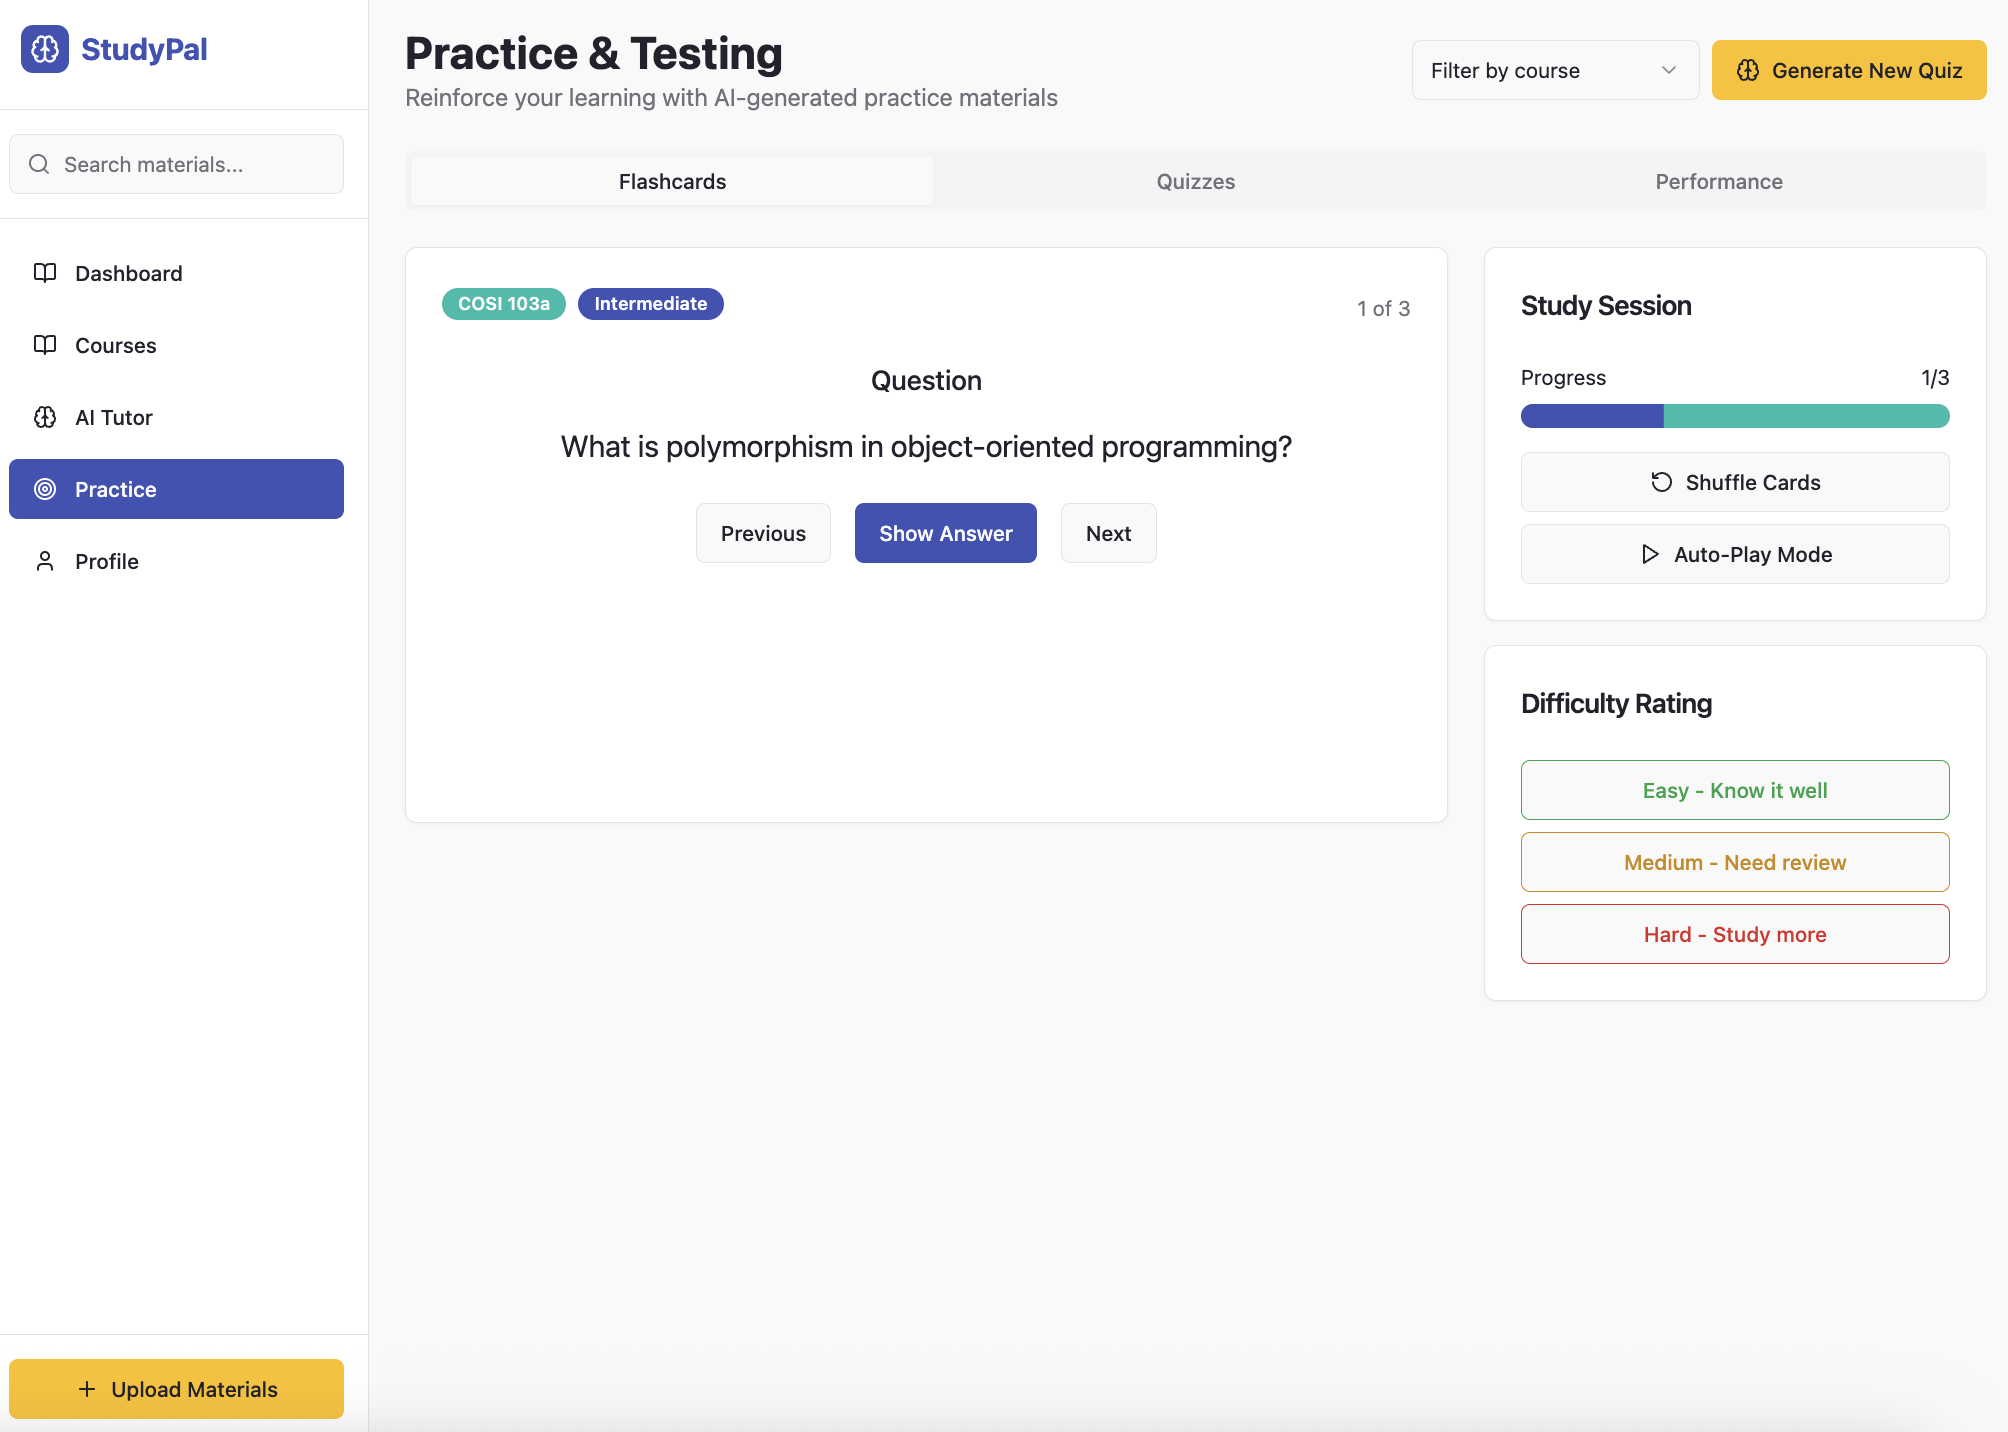 StudyPal
Search materials...
Dashboard
Courses
AI Tutor
Practice
Profile
Upload Materials
Practice & Testing
Reinforce your learning with AI-generated practice materials
Filter by course
Generate New Quiz
Flashcards
Quizzes
Performance
COSI 103a
Intermediate
1 of 3
Question
What is polymorphism in object-oriented programming?
Previous
Show Answer
Next
Study Session
Progress
1/3
Shuffle Cards
Auto-Play Mode
Difficulty Rating
Easy - Know it well
Medium - Need review
Hard - Study more